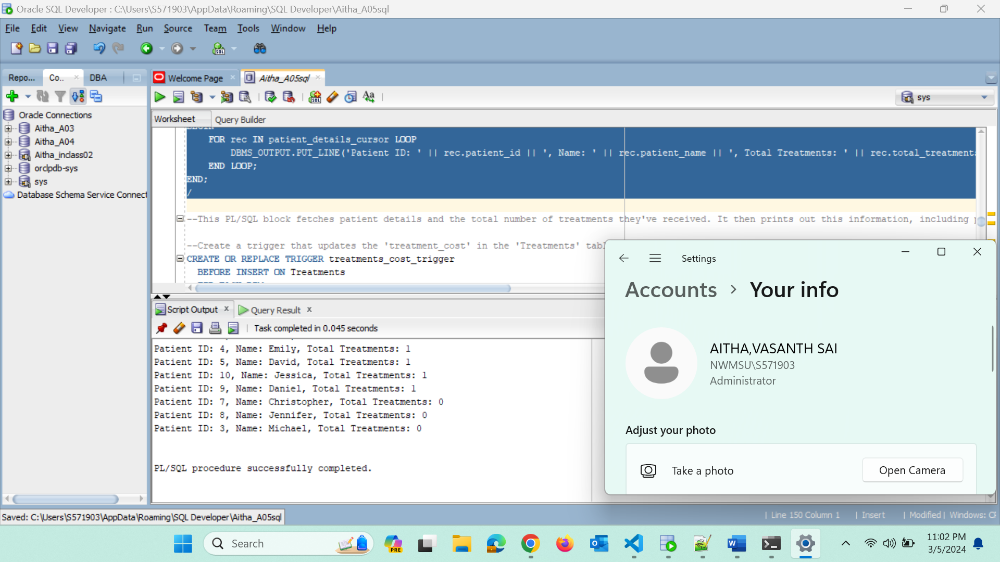 Oracle SQL Developer : C:\Users\S571903\AppData\Roaming\SQL Developer\Aitha_A05sql
File Edit View Navigate Run Source Team Tools Window Help
Repo... Co.. DBA
Welcome Page Aitha_A05sql
sys
Worksheet Query Builder
Oracle Connections
Aitha_A03
Aitha_A04
Aitha_inclass02
orclpdb-sys
sys
Database Schema Service Connect
BEGIN
FOR rec IN patient_details_cursor LOOP
DBMS_OUTPUT.PUT_LINE('Patient ID: ' || rec.patient_id || ', Name: ' || rec.patient_name || ', Total Treatments: ' || rec.total_treatments
END LOOP;
END;
/
--This PL/SQL block fetches patient details and the total number of treatments they've received. It then prints out this information, including
--Create a trigger that updates the 'treatment_cost' in the 'Treatments' tabl
CREATE OR REPLACE TRIGGER treatments_cost_trigger
BEFORE INSERT ON Treatments
Script Output Query Result
Task completed in 0.045 seconds
Patient ID: 4, Name: Emily, Total Treatments: 1
Patient ID: 5, Name: David, Total Treatments: 1
Patient ID: 10, Name: Jessica, Total Treatments: 1
Patient ID: 9, Name: Daniel, Total Treatments: 1
Patient ID: 7, Name: Christopher, Total Treatments: 0
Patient ID: 8, Name: Jennifer, Total Treatments: 0
Patient ID: 3, Name: Michael, Total Treatments: 0
PL/SQL procedure successfully completed.
Settings
Accounts > Your info
AITHA,VASANTH SAI
NWMSU\S571903
Administrator
Adjust your photo
Take a photo Open Camera
Saved: C:\Users\S571903\AppData\Roaming\SQL Developer\Aitha_A05sql
| Line 150 Column 1 | Insert | Modified | Windows: CF
Search
PRE
11:02 PM
3/5/2024